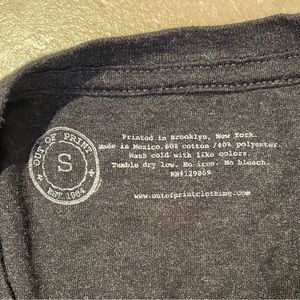 OUT OF PRINT
S
EST. 1984
Printed in Brooklyn, New York.
Made in Mexico. 60% cotton /40% polyester
Wash cold with like colors.
Tumble dry low. No iron. No bleach.
RN#129869
www.outofprintclothing.com